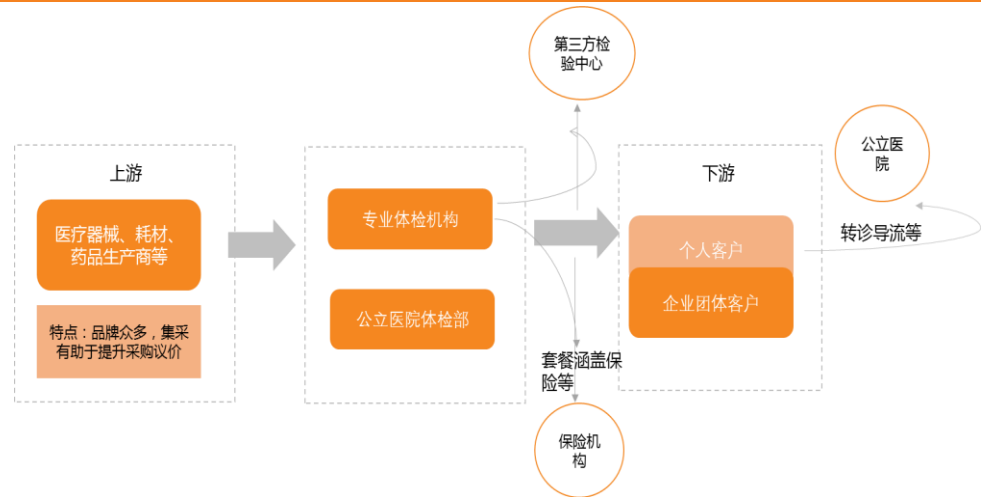 第三方检
验中心
上游
医疗器械、耗材、
药品生产商等
特点：品牌众多，集采
有助于提升采购议价
专业体检机构
公立医院体检部
套餐涵盖保
险等
保险机
构
下游
个人客户
企业团体客户
公立医
院
转诊导流等